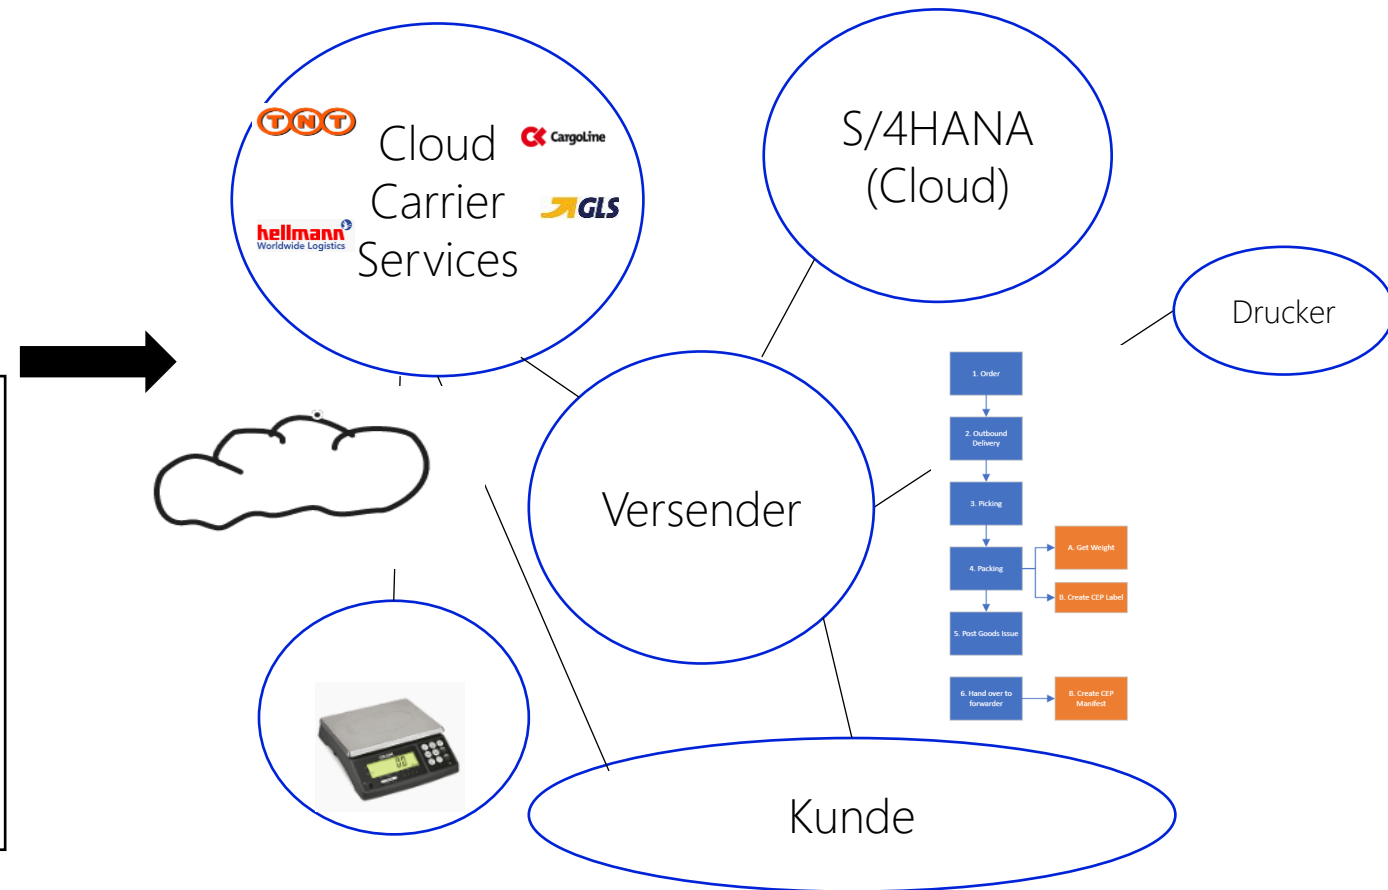 TNT
Cloud
Carrier
Services
CargoLine
hellmann
Worldwide Logistics
GLS
S/4HANA
(Cloud)
Drucker
Versender
1. Order
2. Outbound
Delivery
3. Picking
4. Packing
A. Get Weight
B. Create CEP Label
5. Post Goods Issue
6. Hand over to
forwarder
B. Create CEP
Manifest
Kunde